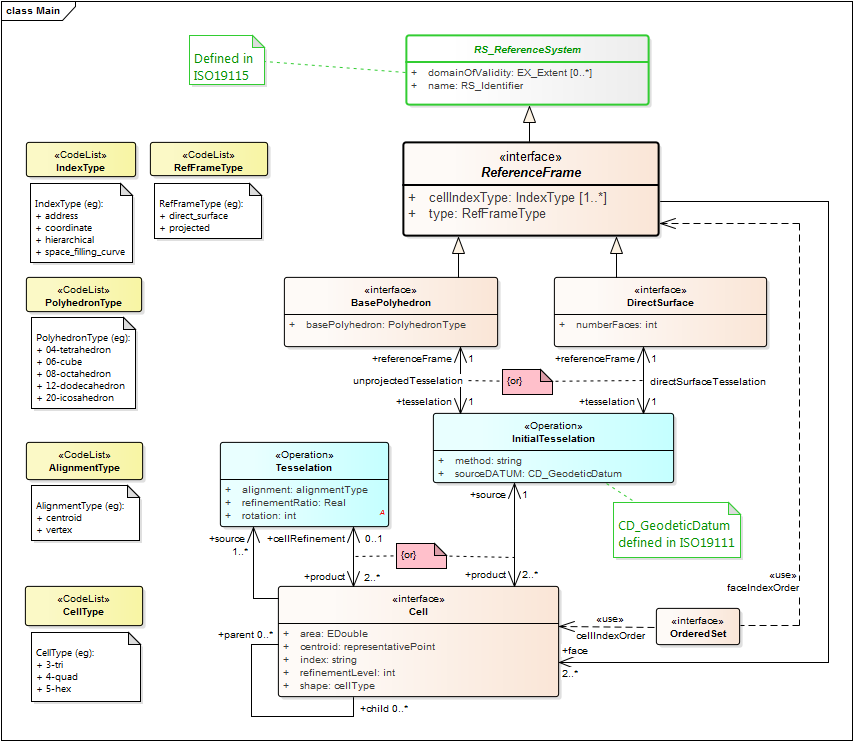 class Main
Defined in
ISO19115
RS_ReferenceSystem
+ domainOfValidity: EX_Extent [0..*]
+ name: RS_Identifier
«CodeList»
IndexType
«CodeList»
RefFrameType
«interface»
ReferenceFrame
+ cellIndexType: IndexType [1..*]
+ type: RefFrameType
IndexType (eg):
+ address
+ coordinate
+ hierarchical
+ space_filling_curve
RefFrameType (eg):
+ direct_surface
+ projected
«CodeList»
PolyhedronType
PolyhedronType (eg):
+ 04-tetrahedron
+ 06-cube
+ 08-octahedron
+ 12-dodecahedron
+ 20-icosahedron
«interface»
BasePolyhedron
+ basePolyhedron: PolyhedronType
«interface»
DirectSurface
+ numberFaces: int
+referenceFrame 1
+referenceFrame 1
unprojectedTesselation
{or}
directSurfaceTesselation
+tesselation 1
+tesselation 1
«Operation»
InitialTesselation
+ method: string
+ sourceDATUM: CD_GeodeticDatum
«CodeList»
AlignmentType
AlignmentType (eg):
+ centroid
+ vertex
«Operation»
Tesselation
+ alignment: alignmentType
+ refinementRatio: Real
+ rotation: int
+source 1
CD_GeodeticDatum
defined in ISO19111
+source
1..*
+cellRefinement 0..1
{or}
+product 2..*
+product 2..*
«use»
faceIndexOrder
«CodeList»
CellType
CellType (eg):
+ 3-tri
+ 4-quad
+ 5-hex
«interface»
Cell
+ area: EDouble
+ centroid: representativePoint
+ index: string
+ refinementLevel: int
+ shape: cellType
+parent 0..*
+child 0..*
«use»
cellIndexOrder
«interface»
OrderedSet
+face
2..*